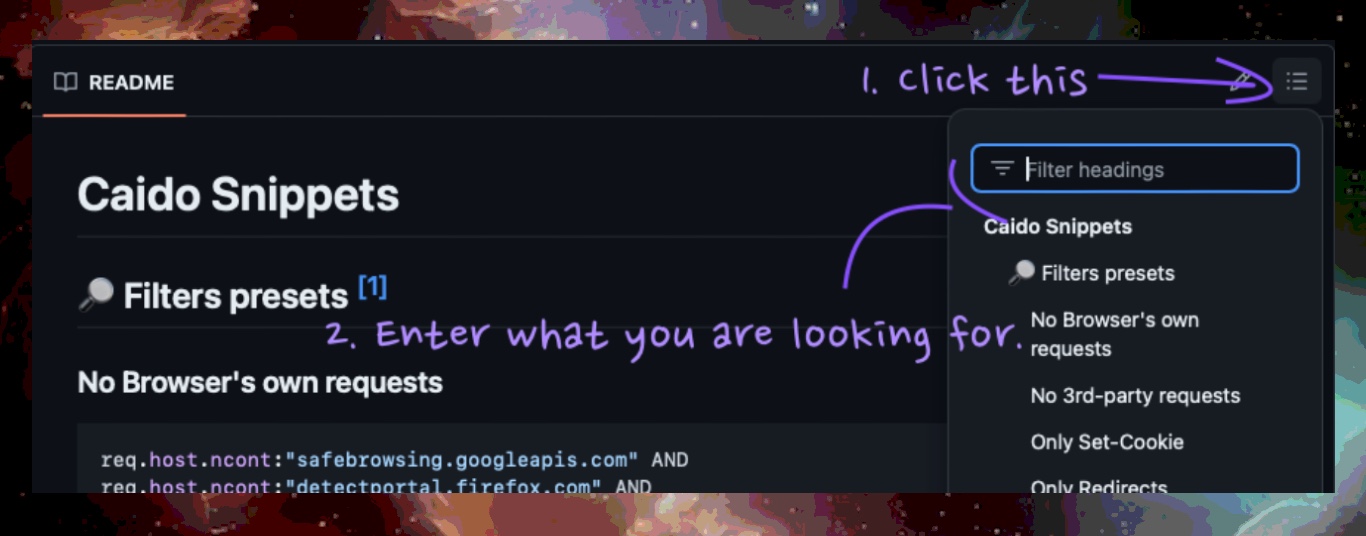 README
1. Click this
Filter headings
Caido Snippets
Caido Snippets
Filters presets
Filters presets [1]
No Browser's own
requests
2. Enter what you are looking for.
No Browser's own requests
No 3rd-party requests
Only Set-Cookie
req.host.ncont:"safebrowsing.googleapis.com" AND
req.host.ncont:"detectportal.firefox.com" AND
Only Redirects